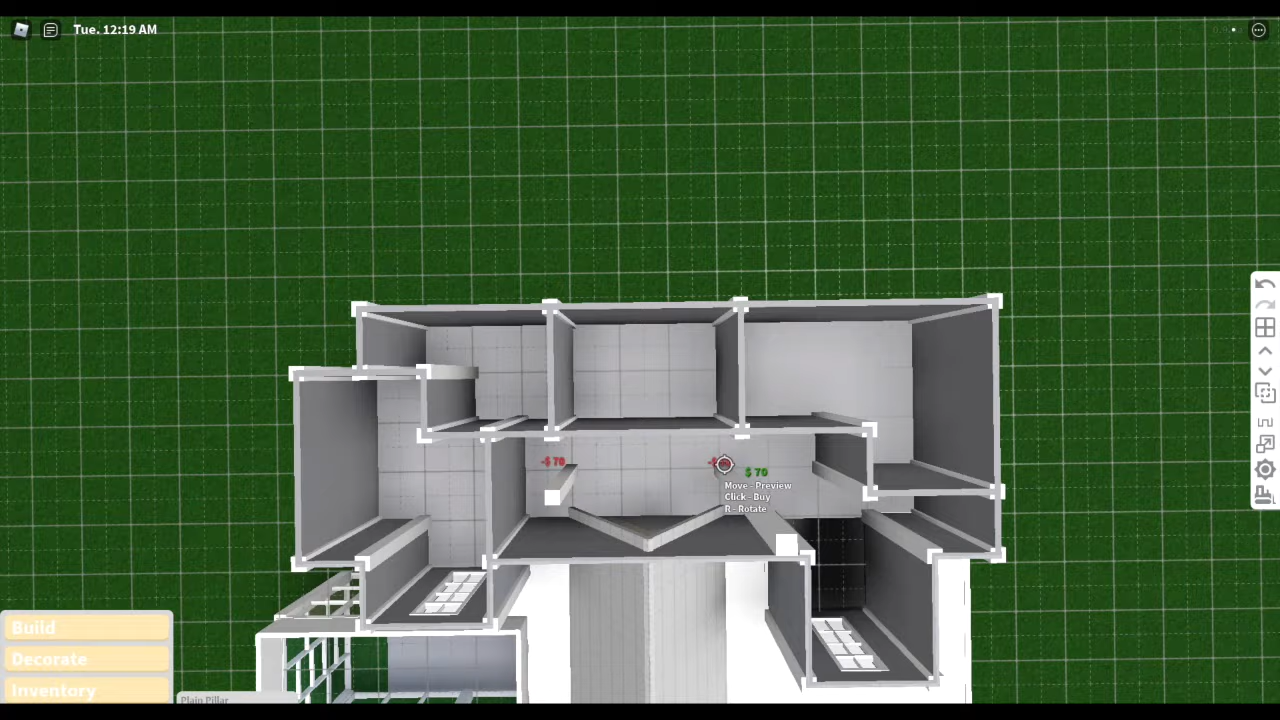 Tue. 12:19 AM
-$ 70
$ 70
Move - Preview
Click - Buy
R - Rotate
Build
Decorate
Inventory
Plain Pillar